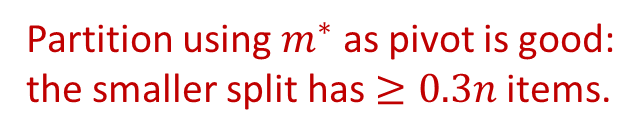 Partition using m* as pivot is good:
the smaller split has ≥ 0.3n items.